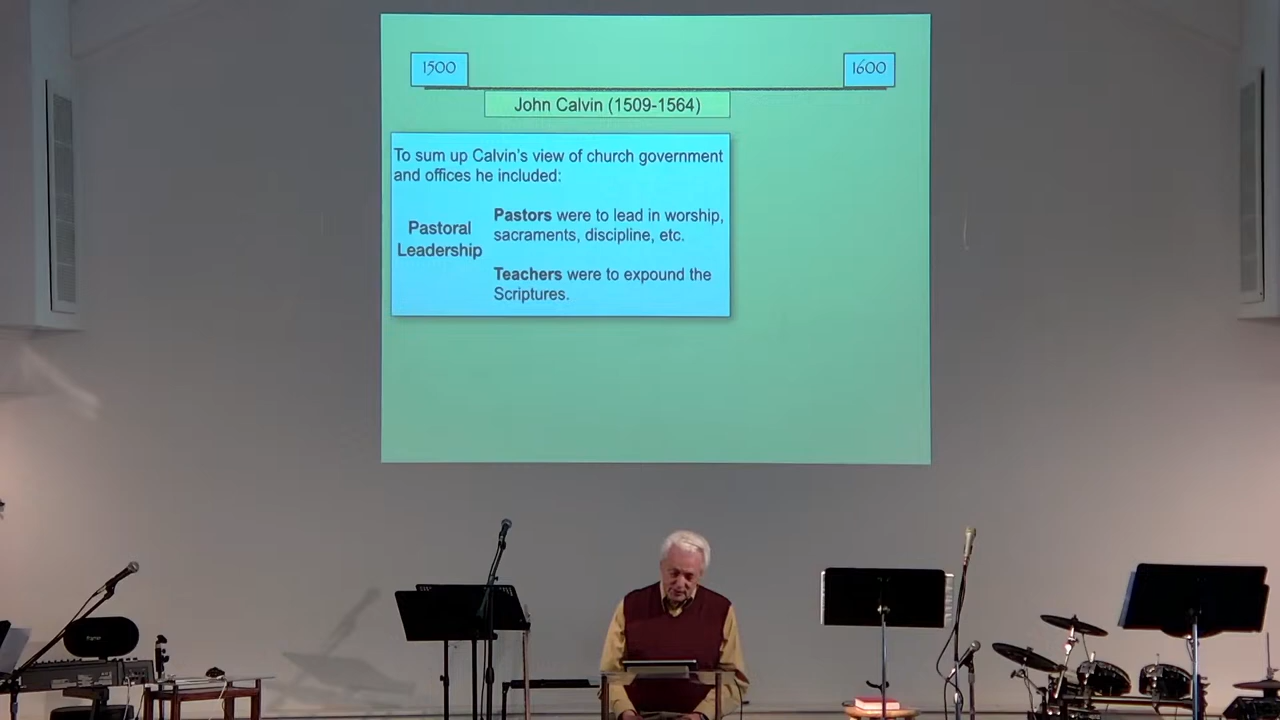 1500
1600
John Calvin (1509-1564)
To sum up Calvin's view of church government
and offices he included:
Pastoral
Leadership
Pastors were to lead in worship,
sacraments, discipline, etc.
Teachers were to expound the
Scriptures.